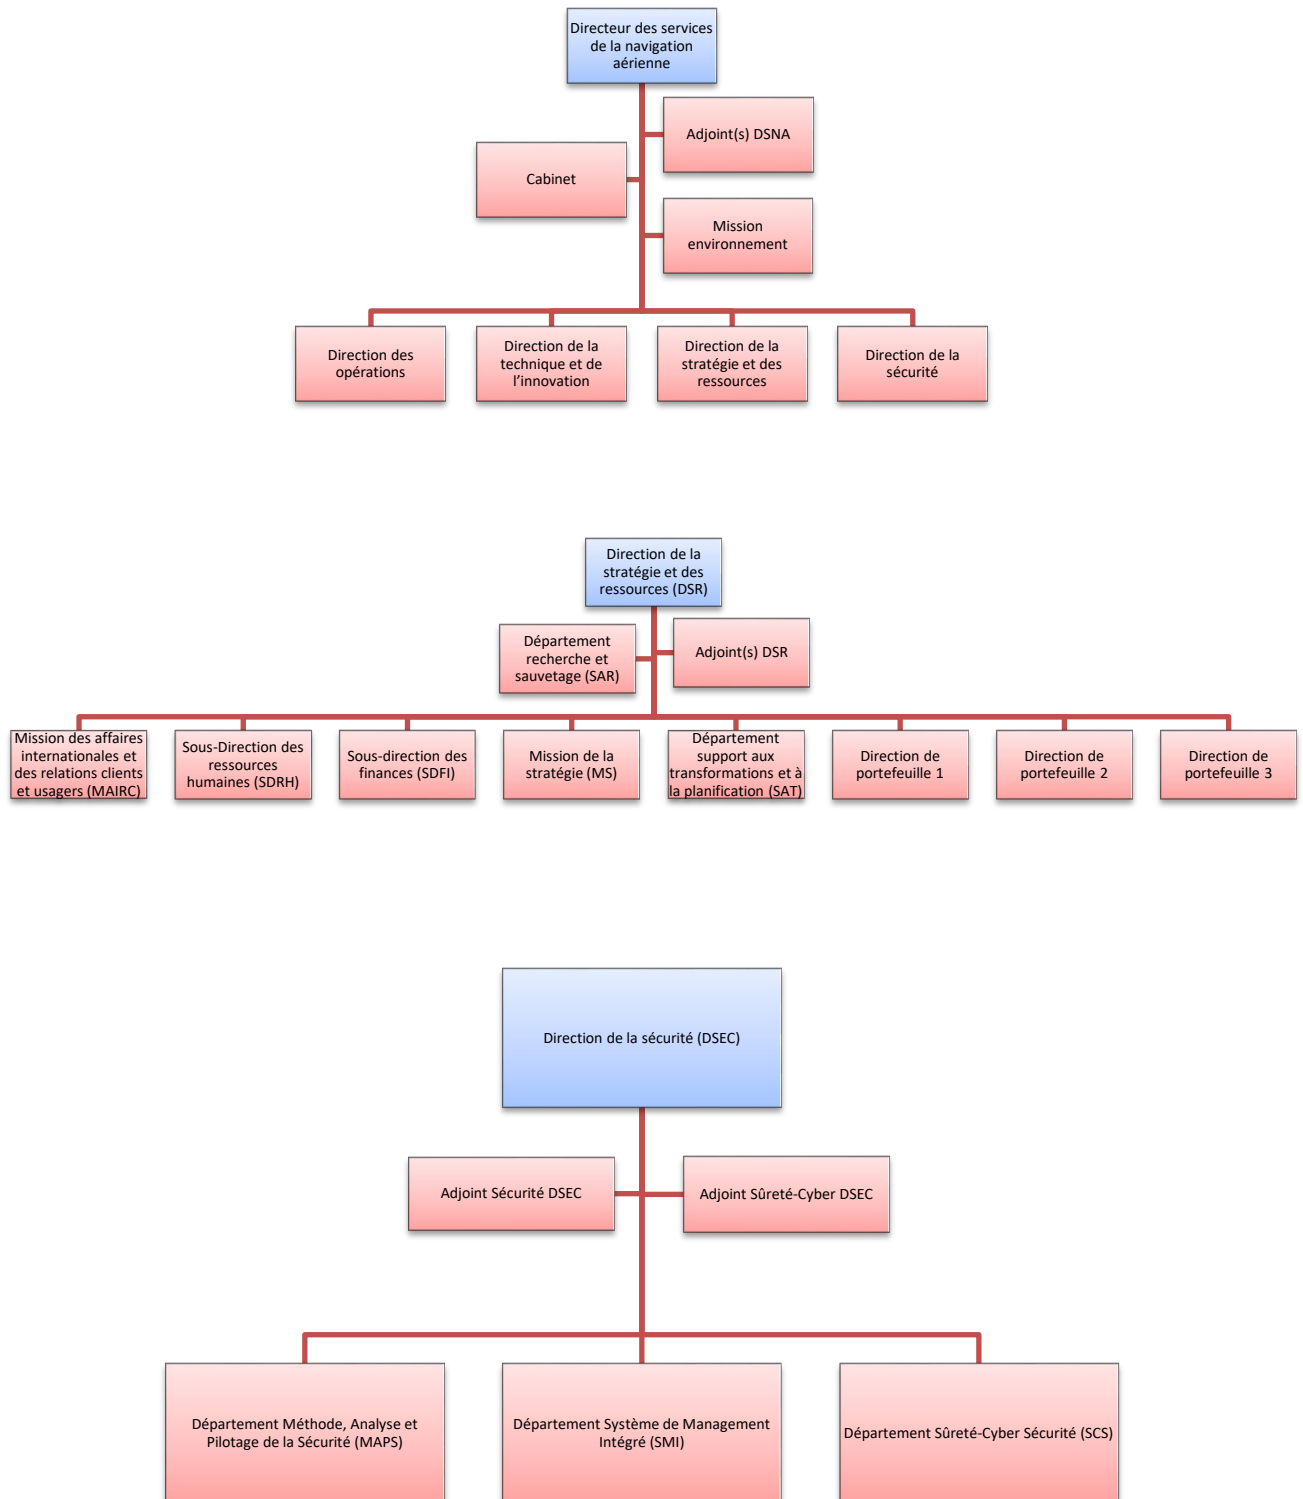 Directeur des services
de la navigation
aérienne
Adjoint(s) DSNA
Cabinet
Mission
environnement
Direction des
opérations
Direction de la
technique et de
l’innovation
Direction de la
stratégie et des
ressources
Direction de la
sécurité
Direction de la
stratégie et des
ressources (DSR)
Département
recherche et
sauvetage (SAR)
Adjoint(s) DSR
Mission des affaires
internationales et
des relations clients
et usagers (MAIRC)
Sous-Direction des
ressources
humaines (SDRH)
Sous-direction des
finances (SDFI)
Mission de la
stratégie (MS)
Département
support aux
transformations et à
la planification (SAT)
Direction de
portefeuille 1
Direction de
portefeuille 2
Direction de
portefeuille 3
Direction de la sécurité (DSEC)
Adjoint Sécurité DSEC
Adjoint Sûreté-Cyber DSEC
Département Méthode, Analyse et
Pilotage de la Sécurité (MAPS)
Département Système de Management
Intégré (SMI)
Département Sûreté-Cyber Sécurité (SCS)